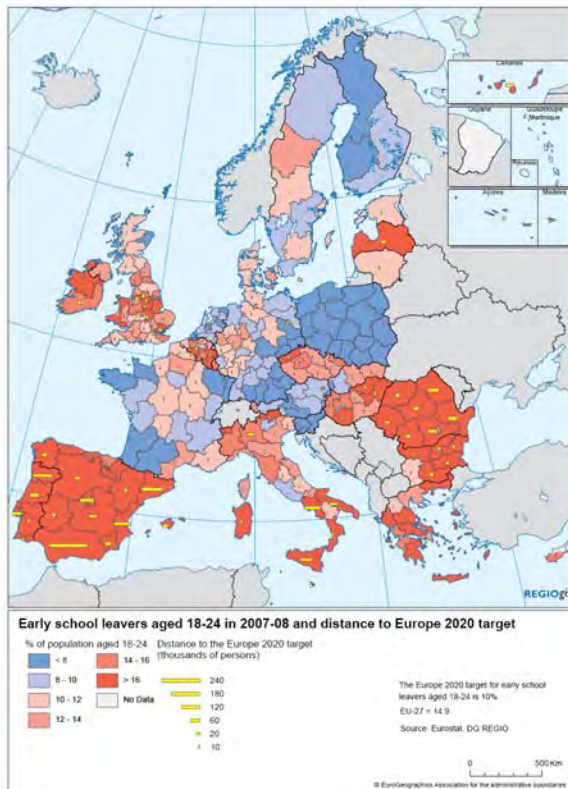 Canarias
Guyane
Guadeloupe
Martinique
Réunion
Açores
Madeira
REGIOgis
Early school leavers aged 18-24 in 2007-08 and distance to Europe 2020 target
% of population aged 18-24
< 8
8 - 10
10 - 12
12 - 14
14 - 16
> 16
No Data
Distance to the Europe 2020 target
(thousands of persons)
240
180
120
60
20
10
The Europe 2020 target for early school
leavers aged 18-24 is 10%
EU-27 = 14.9
Source: Eurostat, DG REGIO
0 500 Km
© EuroGeographics Association for the administrative boundaries